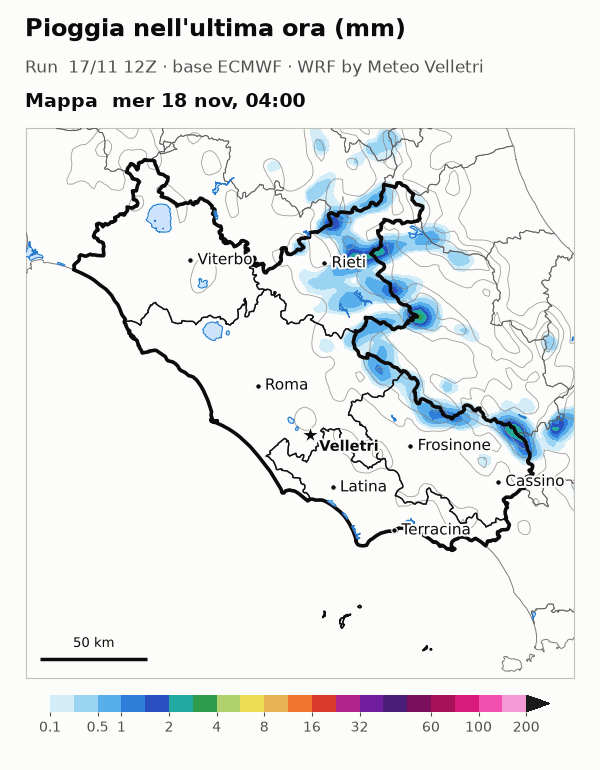 Pioggia nell'ultima ora (mm)
Run 17/11 12Z · base ECMWF · WRF by Meteo Velletri
Mappa mer 18 nov, 04:00
Viterbo
Rieti
Roma
Velletri
Frosinone
Latina
Cassino
Terracina
50 km
0.1 0.5 1 2 4 8 16 32 60 100 200